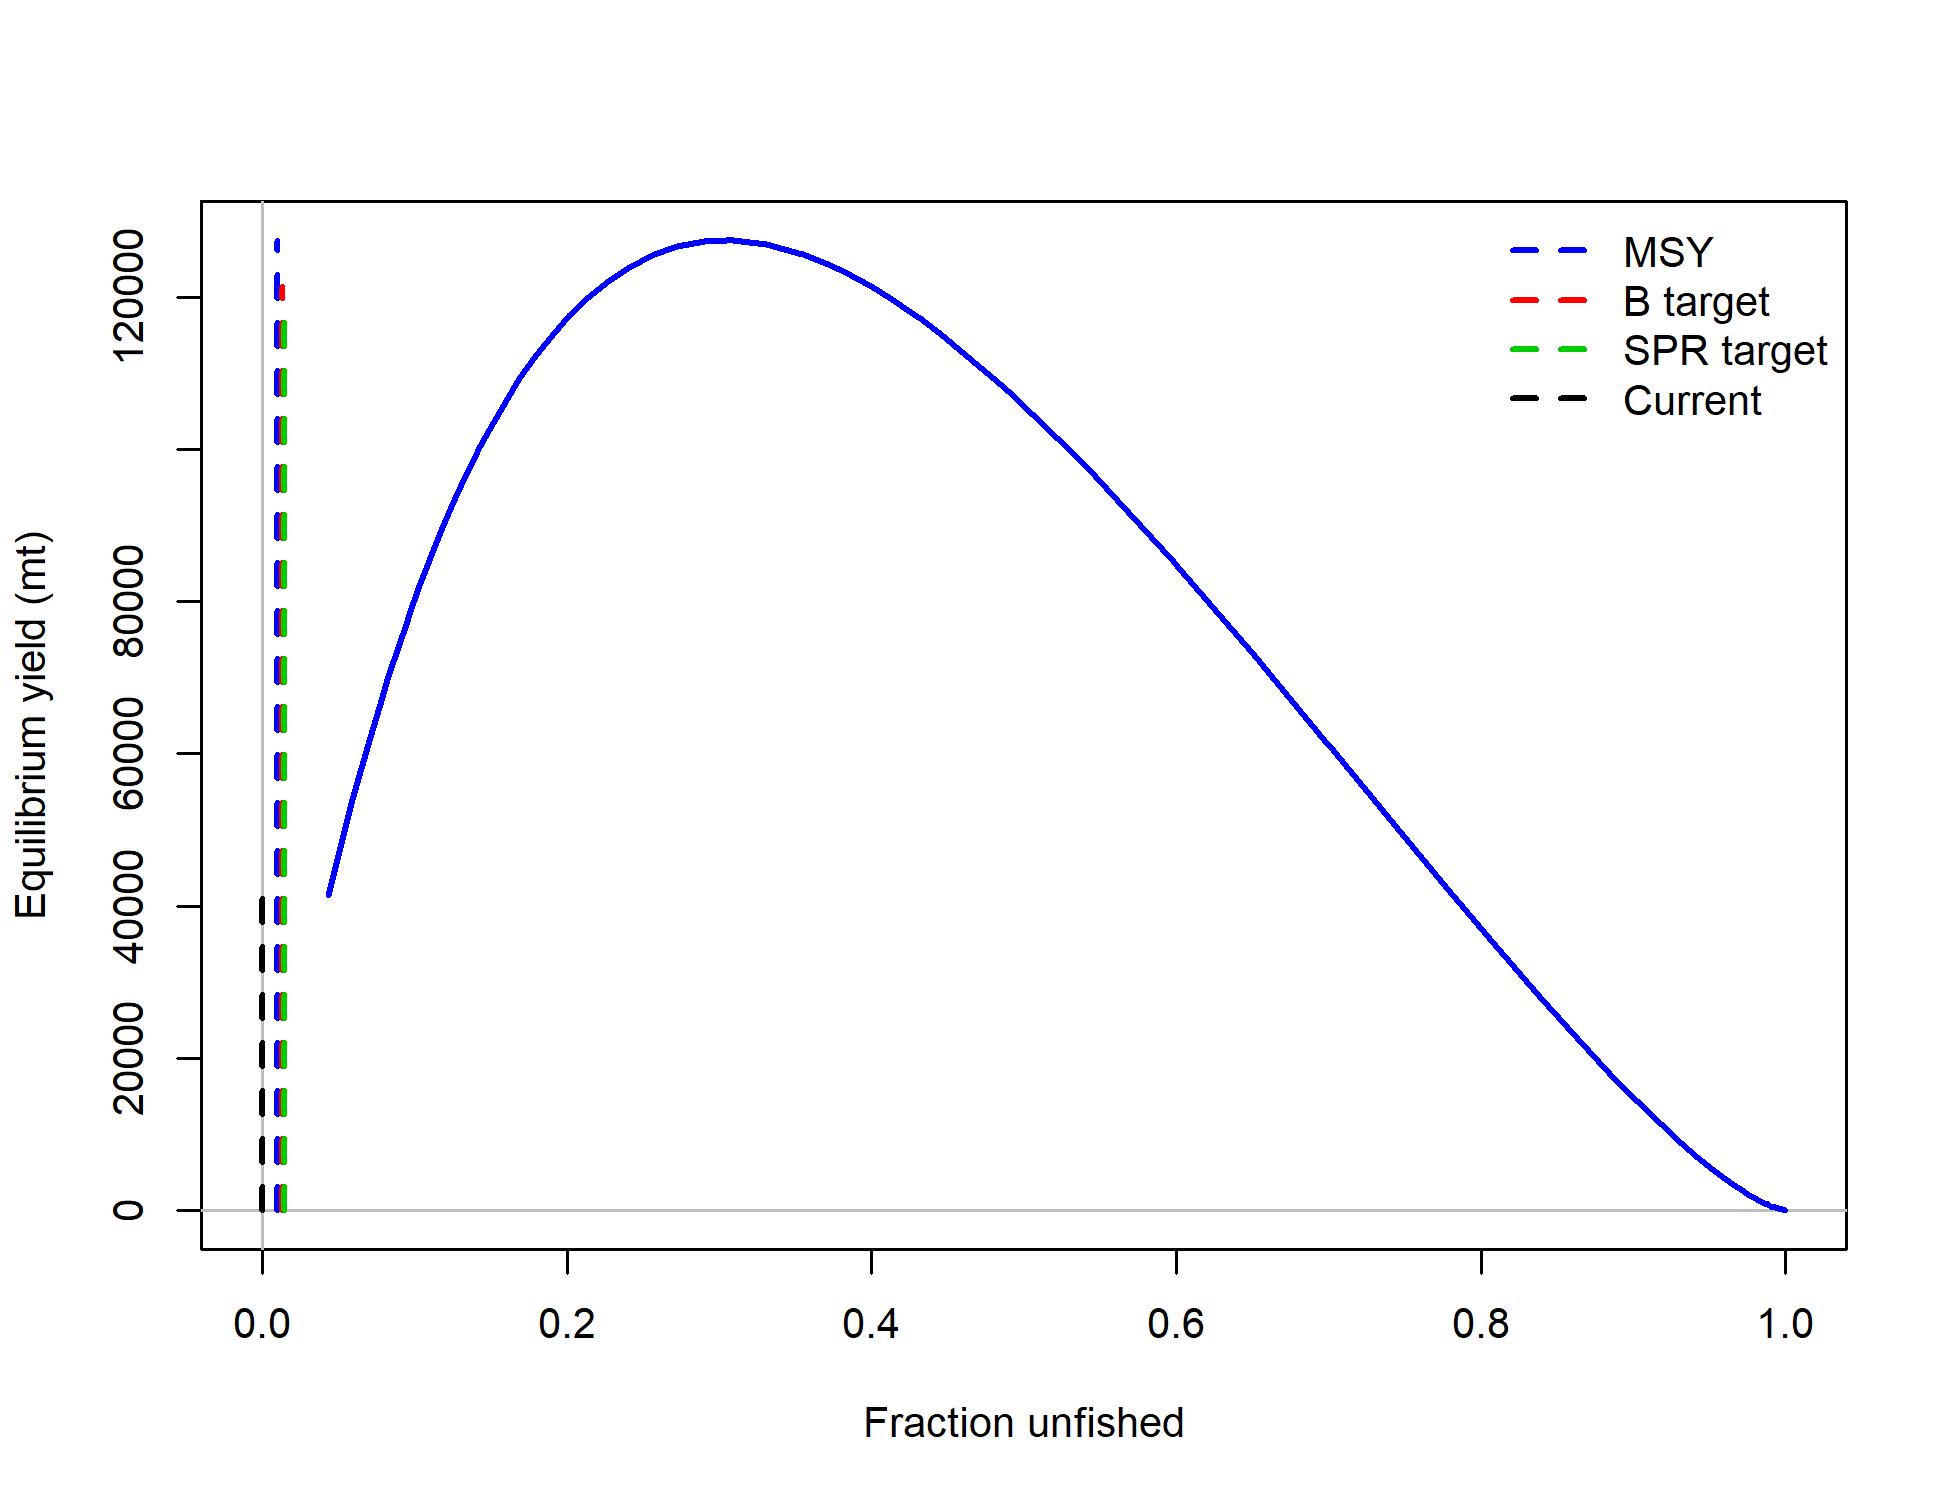 MSY
B target
SPR target
Current
Equilibrium yield (mt)
0
20000
40000
60000
80000
120000
0.0
0.2
0.4
0.6
0.8
1.0
Fraction unfished